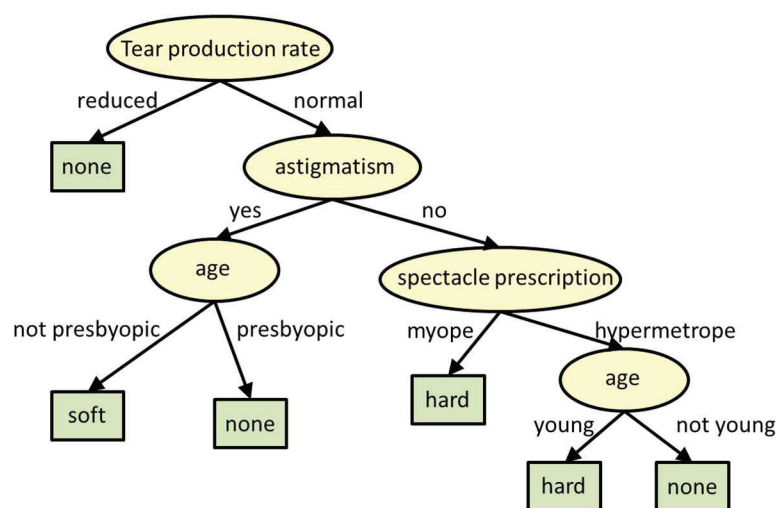 Tear production rate
reduced
normal
none
astigmatism
yes
no
age
spectacle prescription
not presbyopic
presbyopic
myope
hypermetrope
soft
none
hard
age
young
not young
hard
none